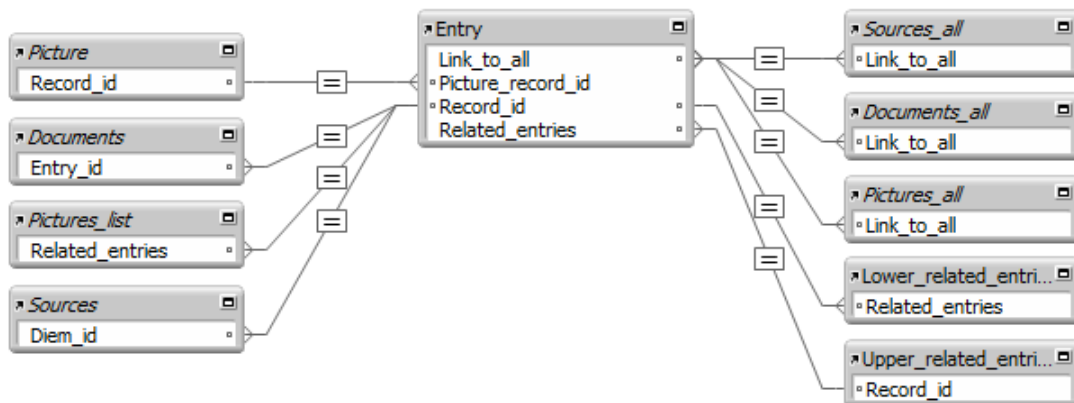 Picture
Record_id
Documents
Entry_id
Pictures_list
Related_entries
Sources
Diem_id
Entry
Link_to_all
Picture_record_id
Record_id
Related_entries
Sources_all
Link_to_all
Documents_all
Link_to_all
Pictures_all
Link_to_all
Lower_related_entri...
Related_entries
Upper_related_entri...
Record_id
=
=
=
=
=
=
=
=
=